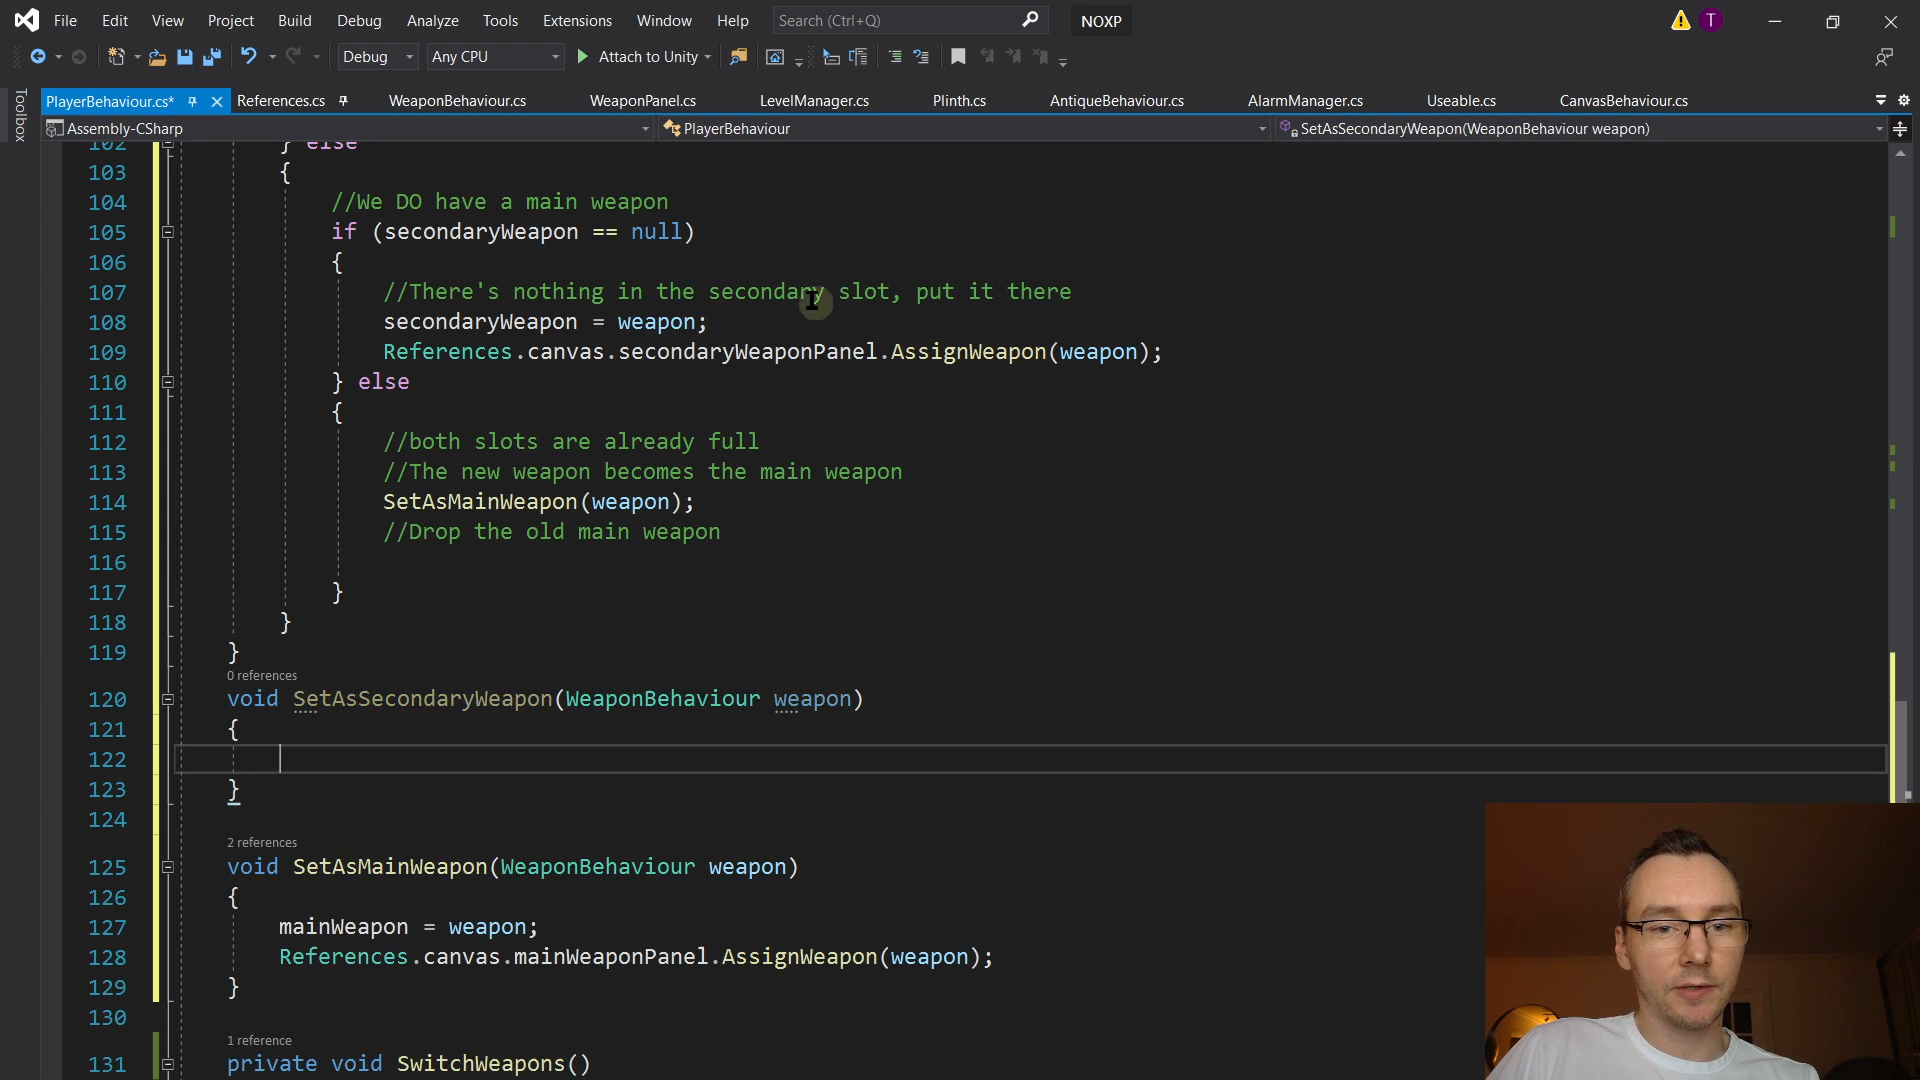 File Edit View Project Build Debug Analyze Tools Extensions Window Help Search (Ctrl+Q) NOXP T
Debug Any CPU Attach to Unity
Toolbox
PlayerBehaviour.cs* References.cs WeaponBehaviour.cs WeaponPanel.cs LevelManager.cs Plinth.cs AntiqueBehaviour.cs AlarmManager.cs Useable.cs CanvasBehaviour.cs
Assembly-CSharp PlayerBehaviour SetAsSecondaryWeapon(WeaponBehaviour weapon)
102 } else
103 {
104 //We DO have a main weapon
105 if (secondaryWeapon == null)
106 {
107 //There's nothing in the secondary slot, put it there
108 secondaryWeapon = weapon;
109 References.canvas.secondaryWeaponPanel.AssignWeapon(weapon);
110 } else
111 {
112 //both slots are already full
113 //The new weapon becomes the main weapon
114 SetAsMainWeapon(weapon);
115 //Drop the old main weapon
116
117 }
118 }
119 }
0 references
120 void SetAsSecondaryWeapon(WeaponBehaviour weapon)
121 {
122
123 }
124
2 references
125 void SetAsMainWeapon(WeaponBehaviour weapon)
126 {
127 mainWeapon = weapon;
128 References.canvas.mainWeaponPanel.AssignWeapon(weapon);
129 }
130
1 reference
131 private void SwitchWeapons()